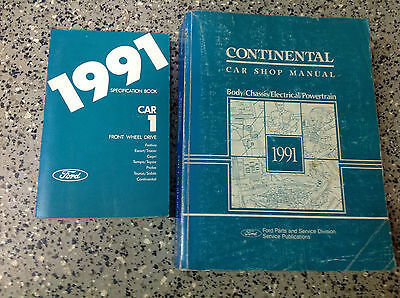 1991
SPECIFICATION BOOK
CAR
1
FRONT WHEEL DRIVE
Festiva
Escort/Tracer
Capri
Tempo/Topaz
Probe
Taurus/Sable
Continental
Ford
CONTINENTAL
CAR SHOP MANUAL
Body/Chassis/Electrical/Powertrain
1991
Ford
Ford Parts and Service Division
Service Publications